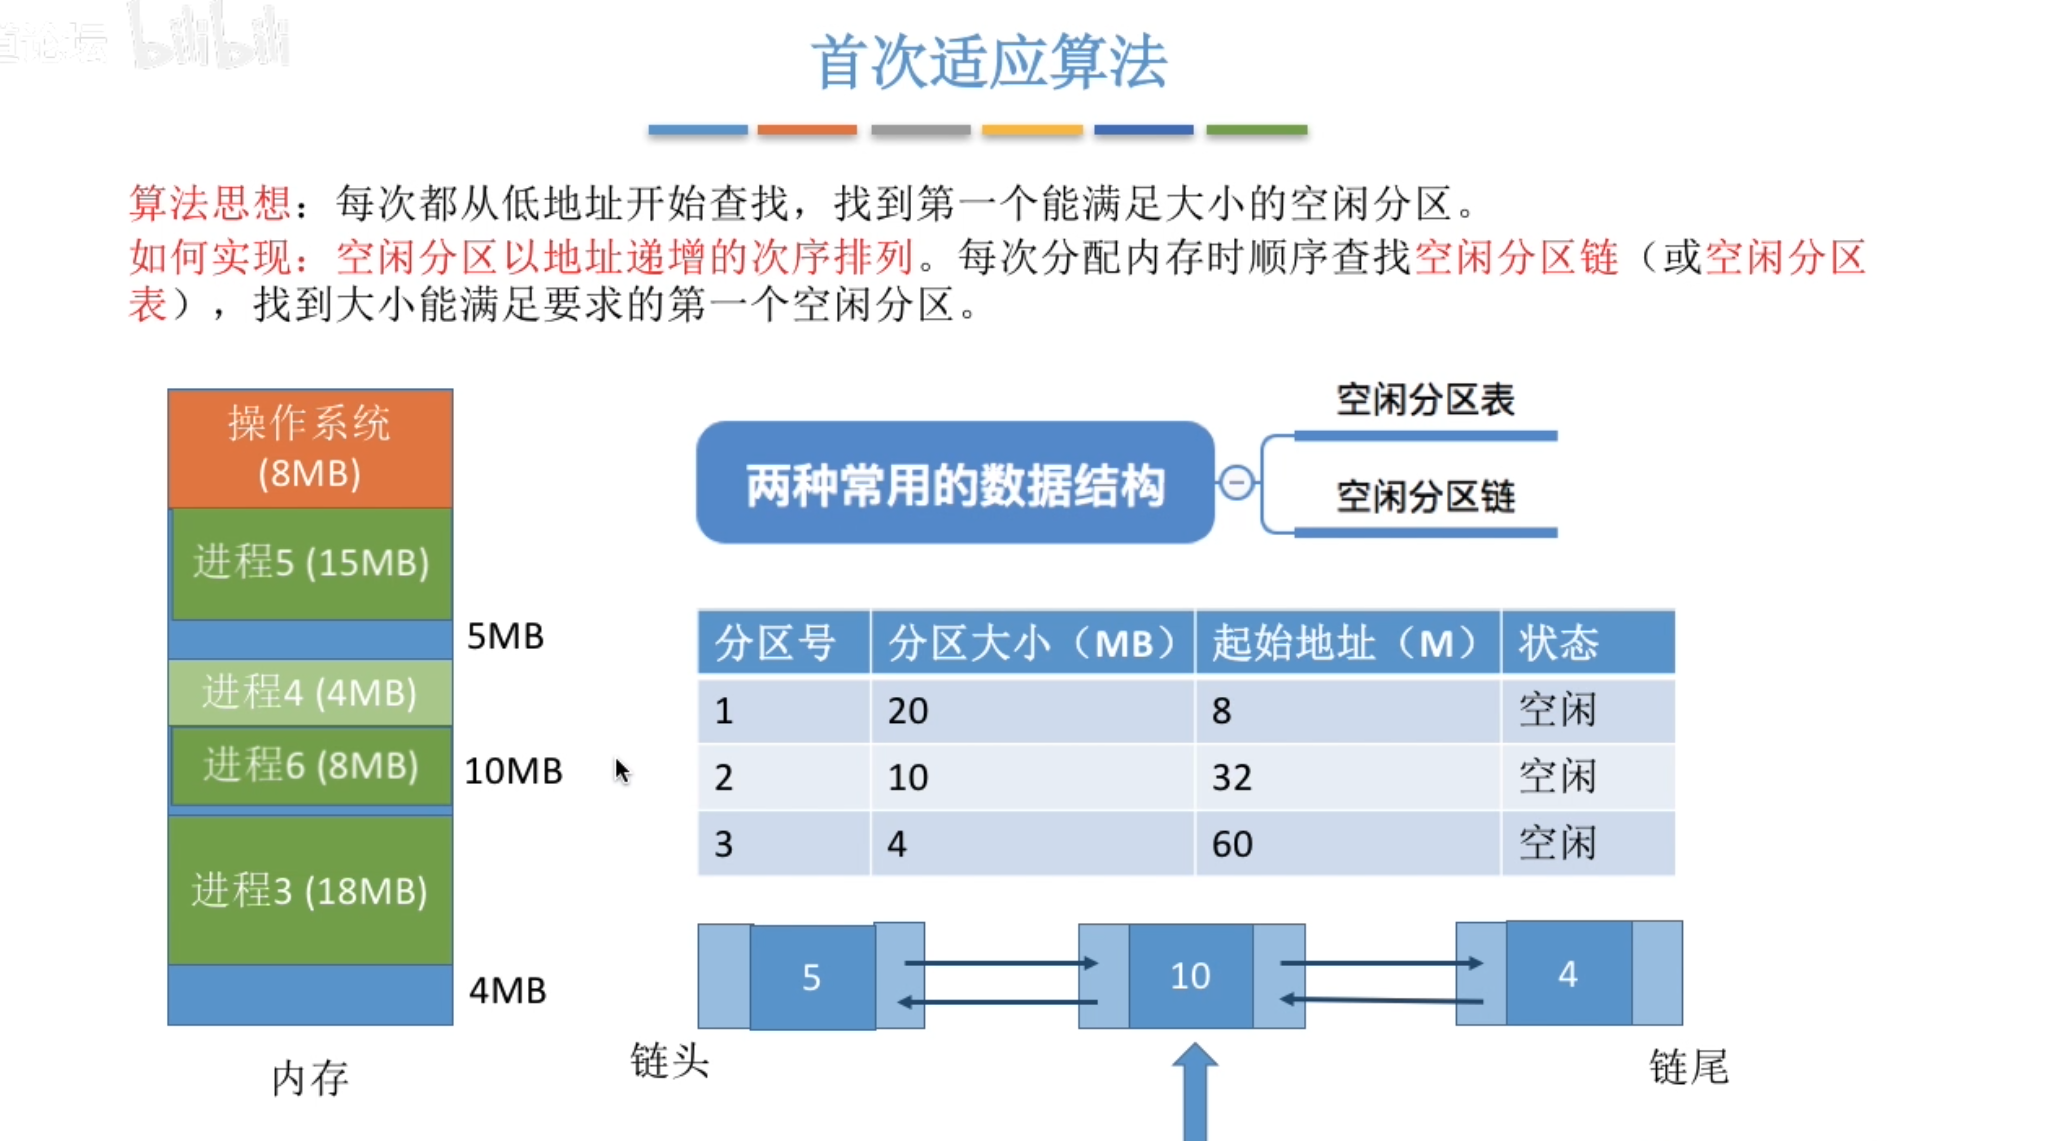 道论坛 bilibili
首次适应算法
算法思想：每次都从低地址开始查找，找到第一个能满足大小的空闲分区。
如何实现：空闲分区以地址递增的次序排列。每次分配内存时顺序查找空闲分区链（或空闲分区
表），找到大小能满足要求的第一个空闲分区。
操作系统
(8MB)
进程5 (15MB)
5MB
进程4 (4MB)
进程6 (8MB)
10MB
进程3 (18MB)
4MB
内存
两种常用的数据结构
空闲分区表
空闲分区链
分区号 分区大小（MB） 起始地址（M） 状态
1 20 8 空闲
2 10 32 空闲
3 4 60 空闲
5 10 4
链头 链尾